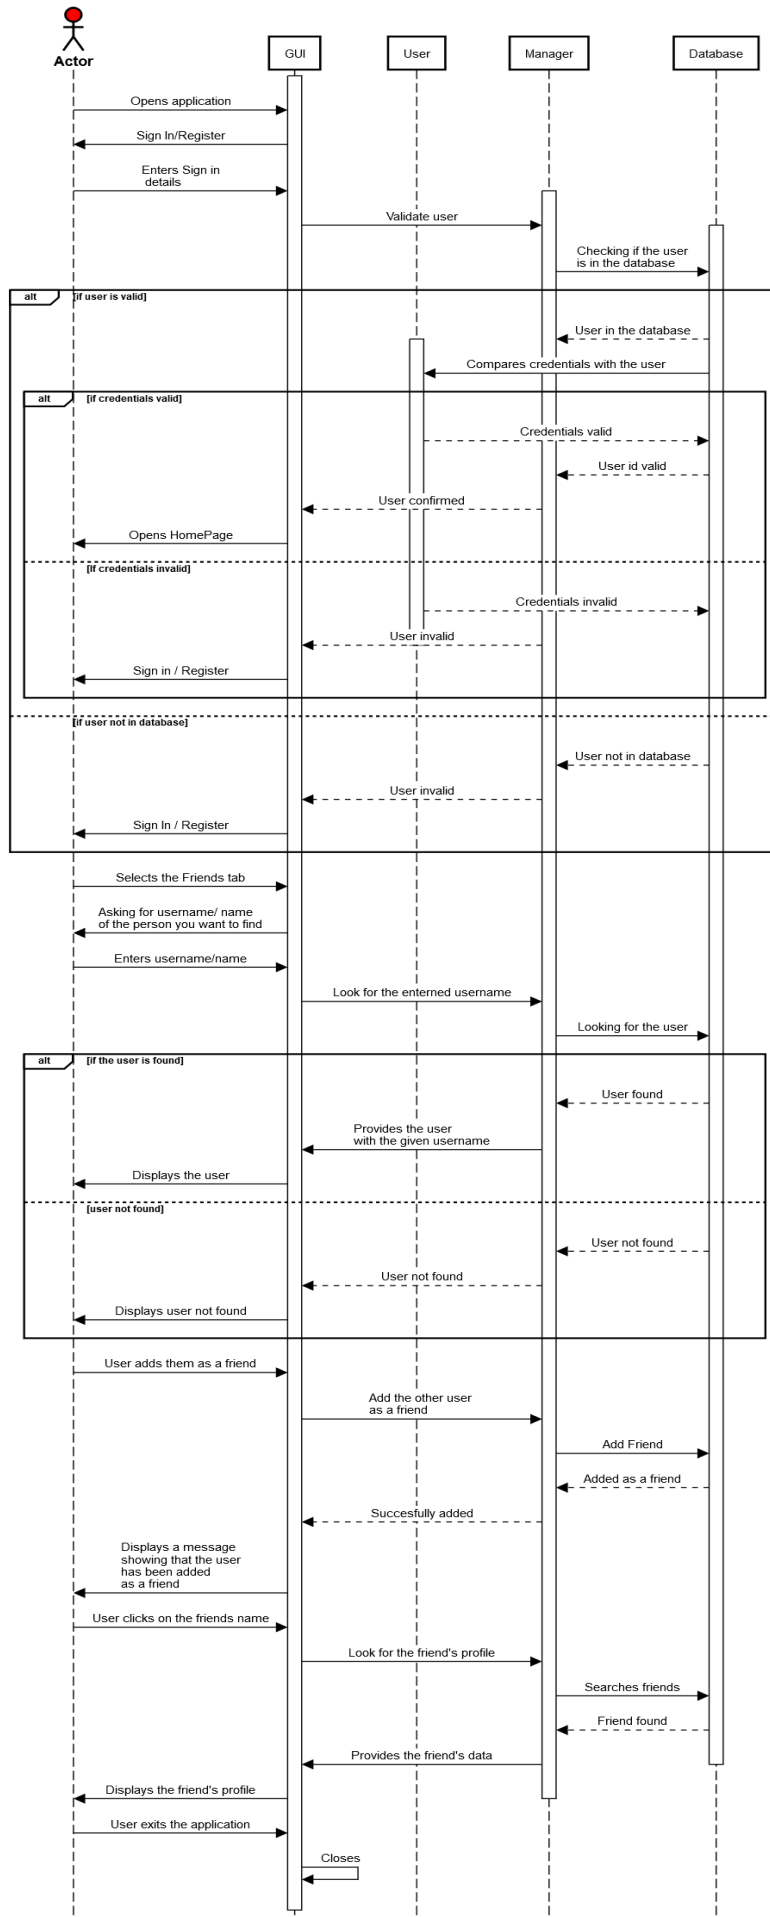 Actor
GUI
User
Manager
Database
Opens application
Sign In/Register
Enters Sign in
details
Validate user
Checking if the user
is in the database
alt
[if user is valid]
User in the database
Compares credentials with the user
alt
[if credentials valid]
Credentials valid
User id valid
User confirmed
Opens HomePage
[If credentials invalid]
Credentials invalid
User invalid
Sign in / Register
[if user not in database]
User not in database
User invalid
Sign In / Register
Selects the Friends tab
Asking for username/ name
of the person you want to find
Enters username/name
Look for the enterned username
Looking for the user
alt
[if the user is found]
User found
Provides the user
with the given username
Displays the user
[user not found]
User not found
User not found
Displays user not found
User adds them as a friend
Add the other user
as a friend
Add Friend
Added as a friend
Succesfully added
Displays a message
showing that the user
has been added
as a friend
User clicks on the friends name
Look for the friend's profile
Searches friends
Friend found
Provides the friend's data
Displays the friend's profile
User exits the application
Closes